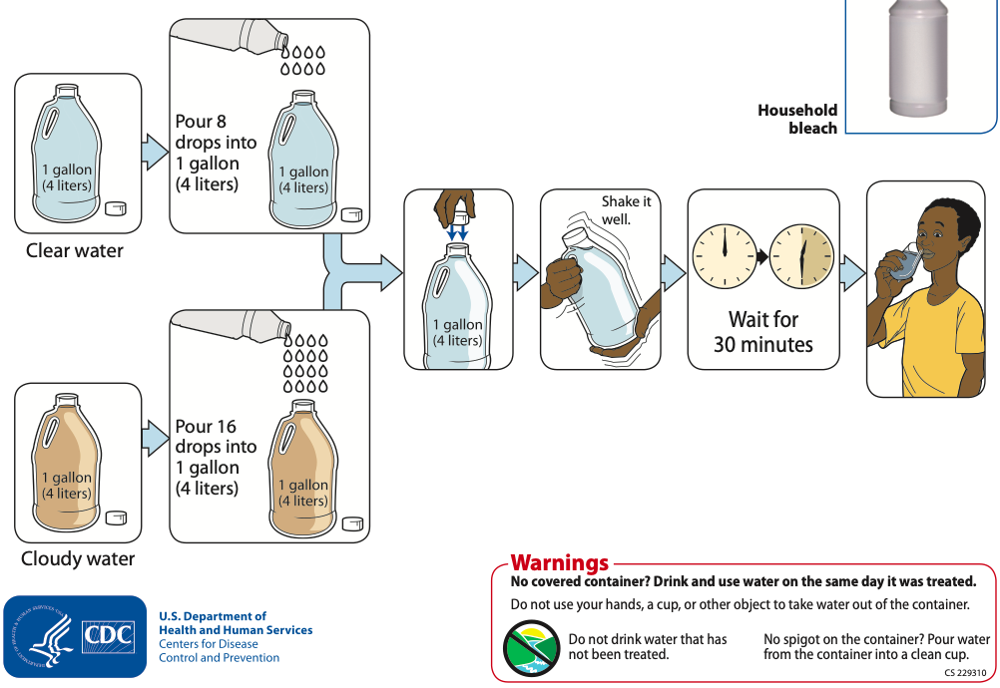 Household
bleach
Pour 8
drops into
1 gallon
(4 liters)
1 gallon
(4 liters)
1 gallon
(4 liters)
Clear water
1 gallon
(4 liters)
Shake it
well.
Wait for
30 minutes
Pour 16
drops into
1 gallon
(4 liters)
1 gallon
(4 liters)
1 gallon
(4 liters)
Cloudy water
CDC
U.S. Department of
Health and Human Services
Centers for Disease
Control and Prevention
Warnings
No covered container? Drink and use water on the same day it was treated.
Do not use your hands, a cup, or other object to take water out of the container.
Do not drink water that has
not been treated.
No spigot on the container? Pour water
from the container into a clean cup.
CS 229310